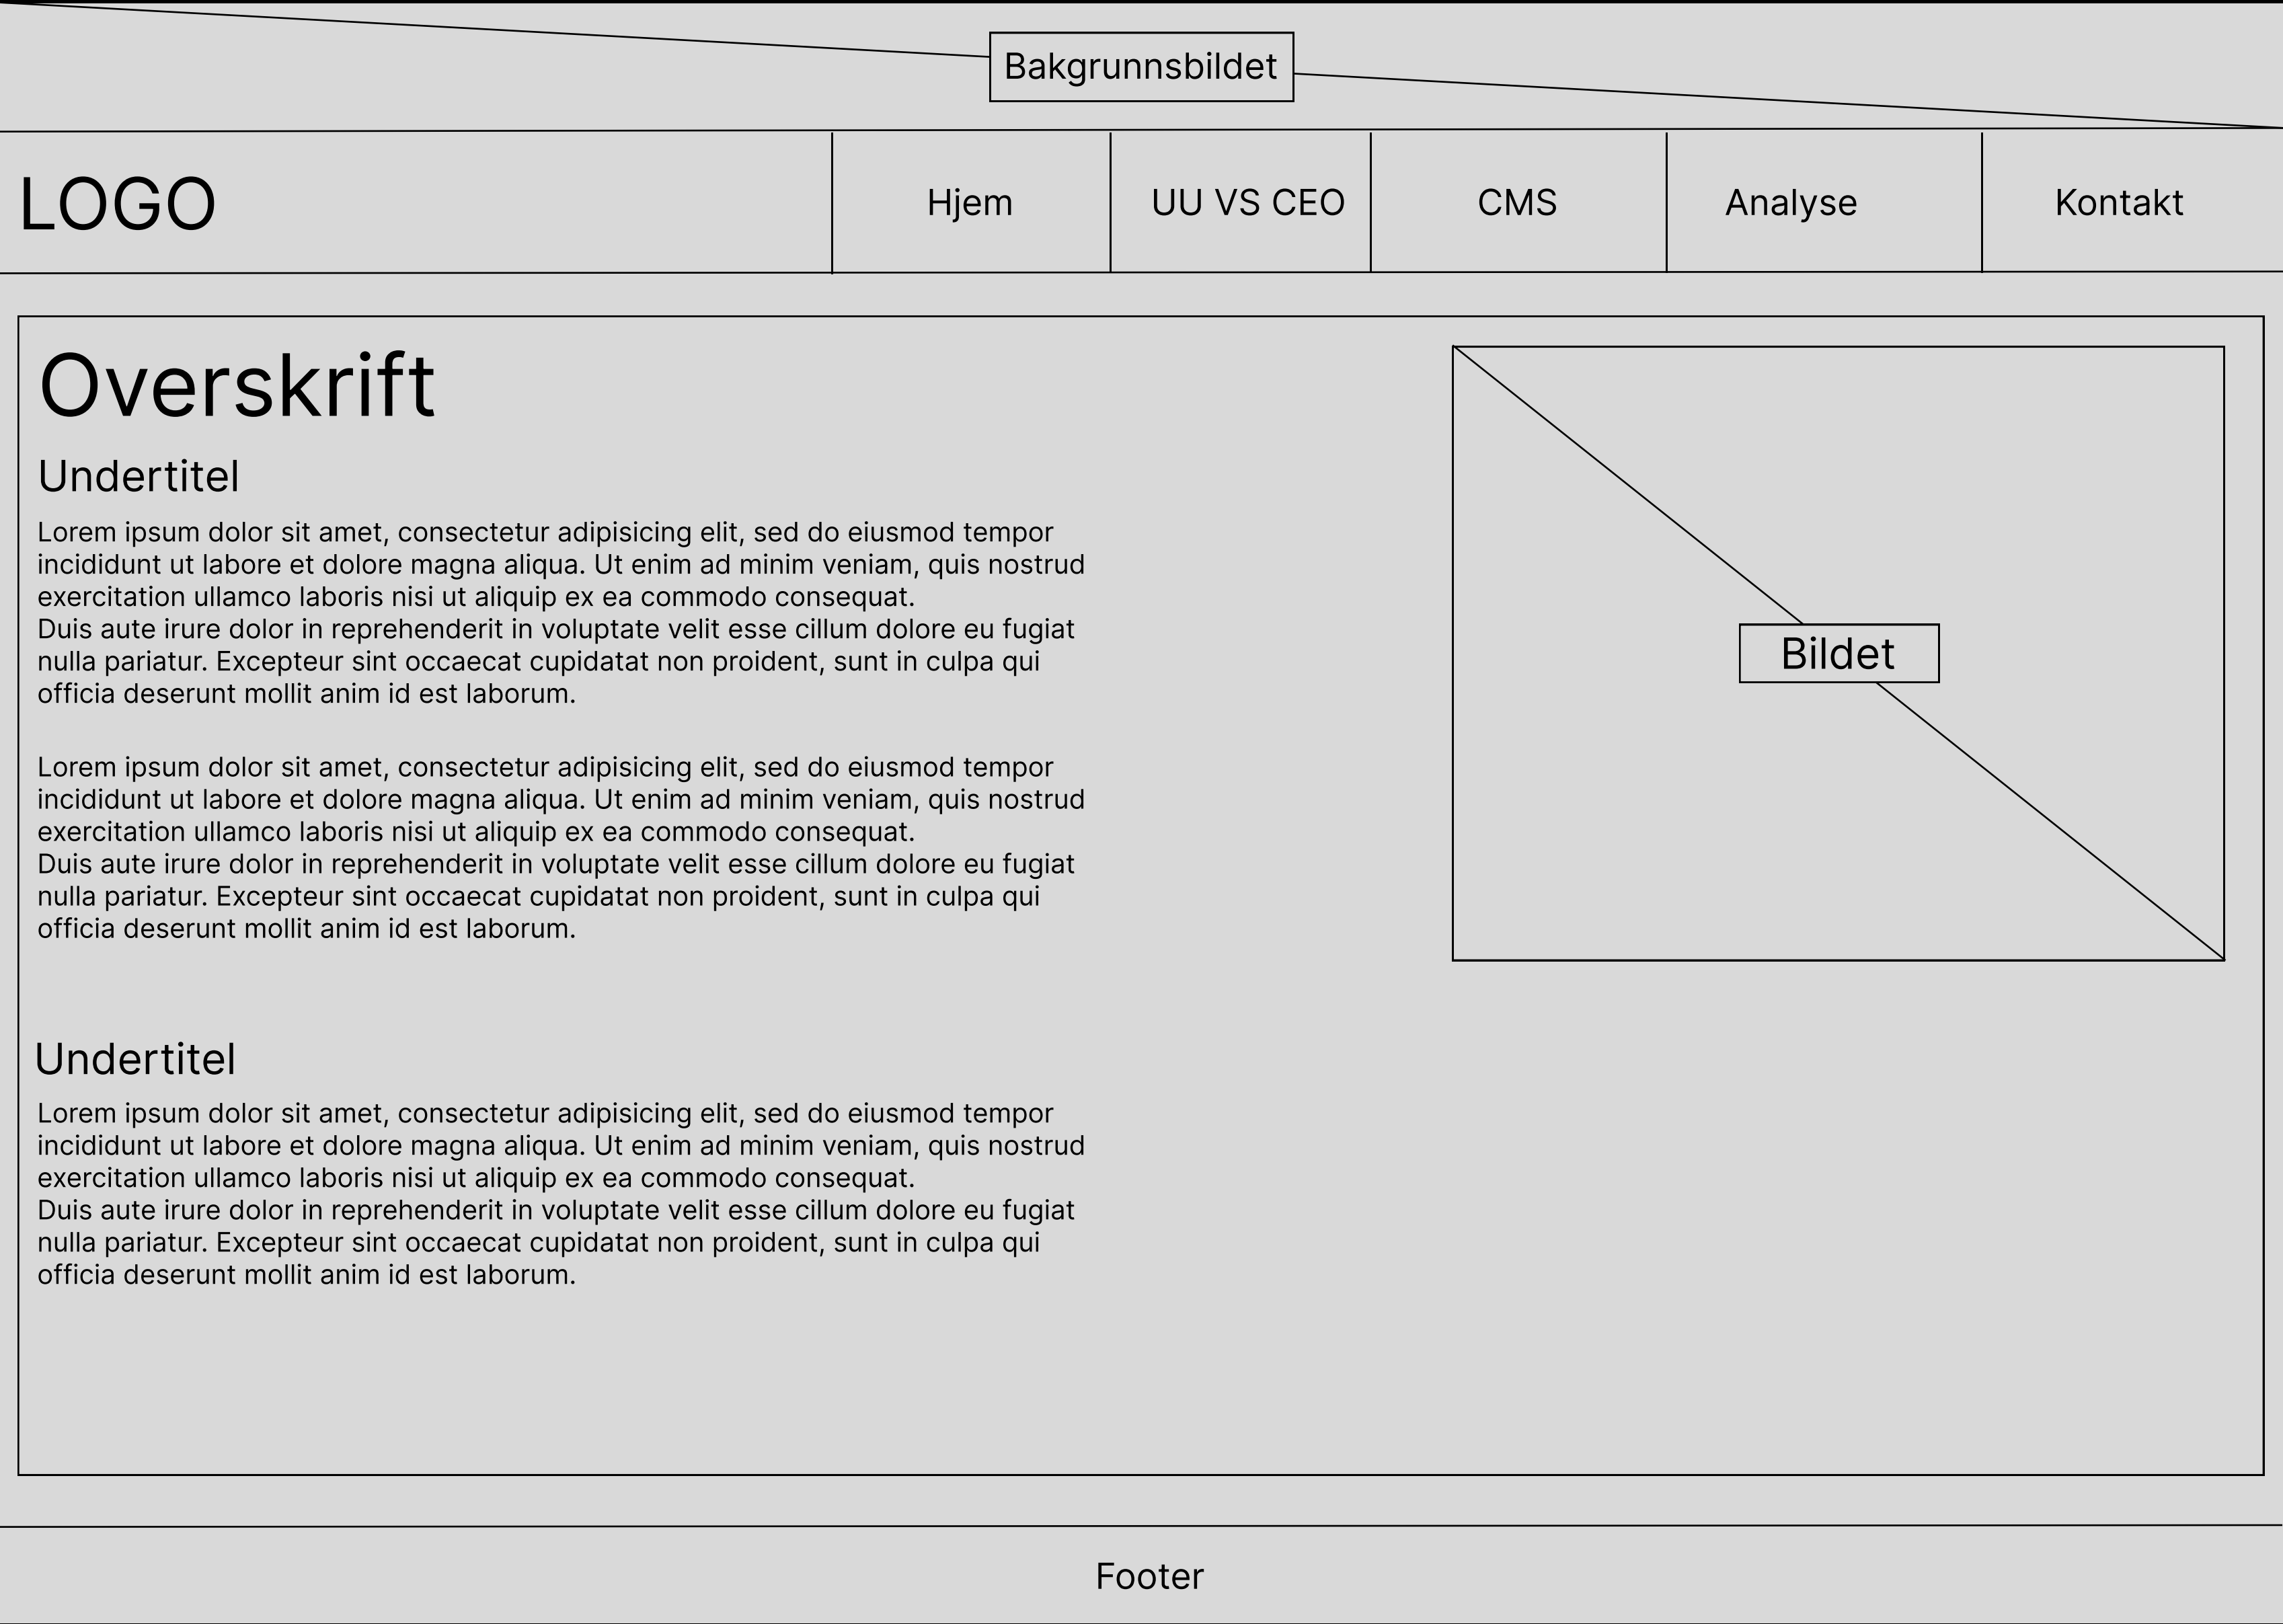 Bakgrunnsbildet
LOGO
Hjem
UU VS CEO
CMS
Analyse
Kontakt
Overskrift
Undertitel
Lorem ipsum dolor sit amet, consectetur adipisicing elit, sed do eiusmod tempor
incididunt ut labore et dolore magna aliqua. Ut enim ad minim veniam, quis nostrud
exercitation ullamco laboris nisi ut aliquip ex ea commodo consequat.
Duis aute irure dolor in reprehenderit in voluptate velit esse cillum dolore eu fugiat
nulla pariatur. Excepteur sint occaecat cupidatat non proident, sunt in culpa qui
officia deserunt mollit anim id est laborum.
Lorem ipsum dolor sit amet, consectetur adipisicing elit, sed do eiusmod tempor
incididunt ut labore et dolore magna aliqua. Ut enim ad minim veniam, quis nostrud
exercitation ullamco laboris nisi ut aliquip ex ea commodo consequat.
Duis aute irure dolor in reprehenderit in voluptate velit esse cillum dolore eu fugiat
nulla pariatur. Excepteur sint occaecat cupidatat non proident, sunt in culpa qui
officia deserunt mollit anim id est laborum.
Bildet
Undertitel
Lorem ipsum dolor sit amet, consectetur adipisicing elit, sed do eiusmod tempor
incididunt ut labore et dolore magna aliqua. Ut enim ad minim veniam, quis nostrud
exercitation ullamco laboris nisi ut aliquip ex ea commodo consequat.
Duis aute irure dolor in reprehenderit in voluptate velit esse cillum dolore eu fugiat
nulla pariatur. Excepteur sint occaecat cupidatat non proident, sunt in culpa qui
officia deserunt mollit anim id est laborum.
Footer